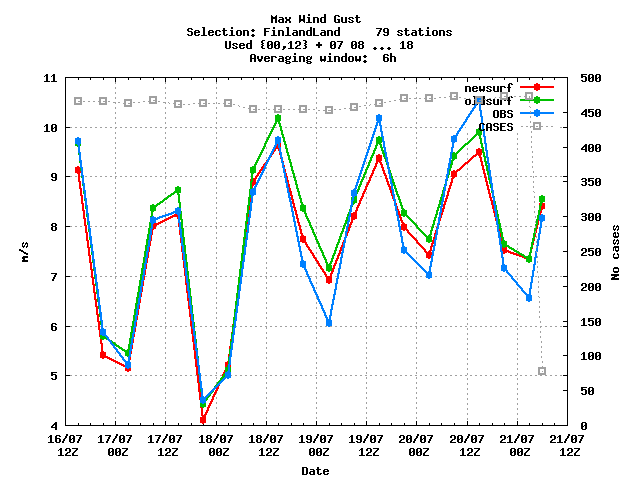 Max Wind Gust
Selection: FinlandLand     79 stations
Used {00,12} + 07 08 ... 18
Averaging window:  6h
newsurf
oldsurf
OBS
CASES
11
10
9
8
7
6
5
4
m/s
500
450
400
350
300
250
200
150
100
50
0
No cases
16/07 17/07 17/07 18/07 18/07 19/07 19/07 20/07 20/07 21/07 21/07
12Z 00Z 12Z 00Z 12Z 00Z 12Z 00Z 12Z 00Z 12Z
Date